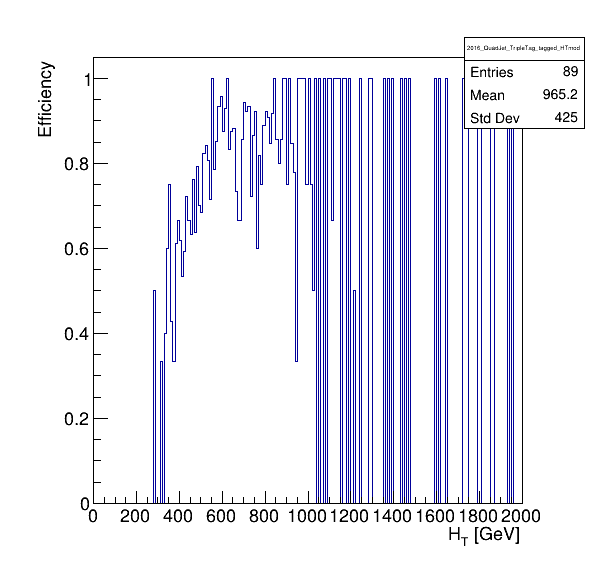 2016_QuadJet_TripleTag_tagged_HTmod
Entries 89
Mean 965.2
Std Dev 425
Efficiency
1
0.8
0.6
0.4
0.2
0
0 200 400 600 800 1000 1200 1400 1600 1800 2000
H_T [GeV]